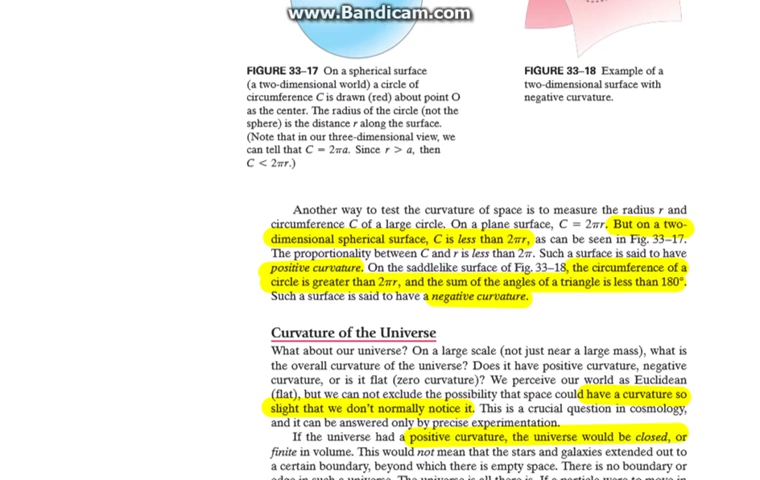 www.Bandicam.com
FIGURE 33–17 On a spherical surface
(a two-dimensional world) a circle of
circumference C is drawn (red) about point O
as the center. The radius of the circle (not the
sphere) is the distance r along the surface.
(Note that in our three-dimensional view, we
can tell that C = 2πa. Since r > a, then
C < 2πr.)
FIGURE 33–18 Example of a
two-dimensional surface with
negative curvature.
Another way to test the curvature of space is to measure the radius r and
circumference C of a large circle. On a plane surface, C = 2πr. But on a two-
dimensional spherical surface, C is less than 2πr, as can be seen in Fig. 33–17.
The proportionality between C and r is less than 2π. Such a surface is said to have
positive curvature. On the saddlelike surface of Fig. 33–18, the circumference of a
circle is greater than 2πr, and the sum of the angles of a triangle is less than 180°.
Such a surface is said to have a negative curvature.
Curvature of the Universe
What about our universe? On a large scale (not just near a large mass), what is
the overall curvature of the universe? Does it have positive curvature, negative
curvature, or is it flat (zero curvature)? We perceive our world as Euclidean
(flat), but we can not exclude the possibility that space could have a curvature so
slight that we don't normally notice it. This is a crucial question in cosmology,
and it can be answered only by precise experimentation.
If the universe had a positive curvature, the universe would be closed, or
finite in volume. This would not mean that the stars and galaxies extended out to
a certain boundary, beyond which there is empty space. There is no boundary or